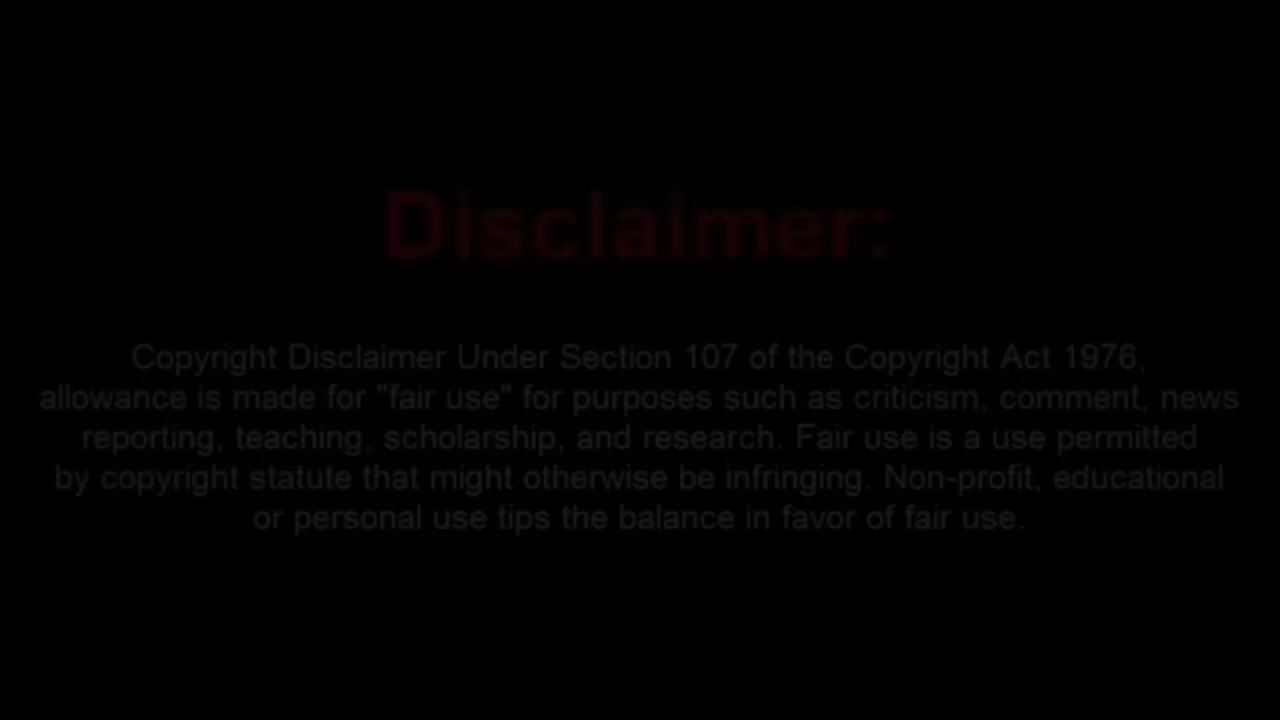 Disclaimer:
Copyright Disclaimer Under Section 107 of the Copyright Act 1976,
allowance is made for "fair use" for purposes such as criticism, comment, news
reporting, teaching, scholarship, and research. Fair use is a use permitted
by copyright statute that might otherwise be infringing. Non-profit, educational
or personal use tips the balance in favor of fair use.